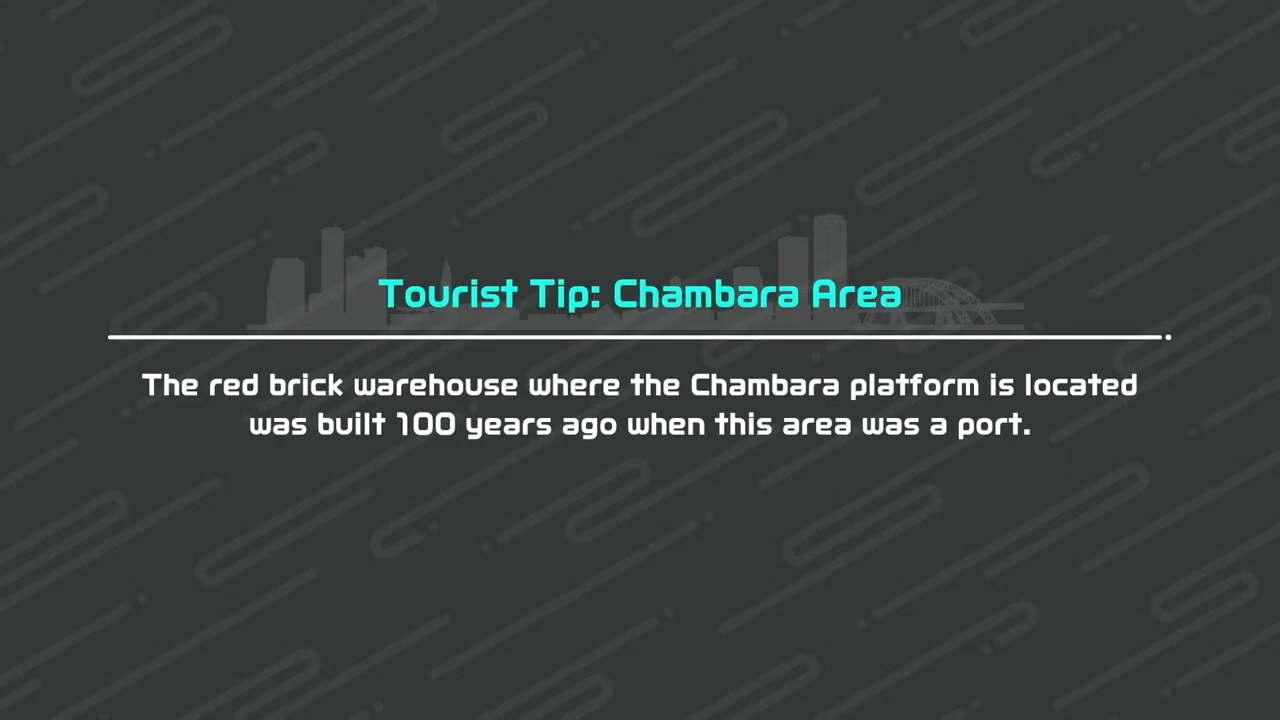 Tourist Tip: Chambara Area
The red brick warehouse where the Chambara platform is located
was built 100 years ago when this area was a port.